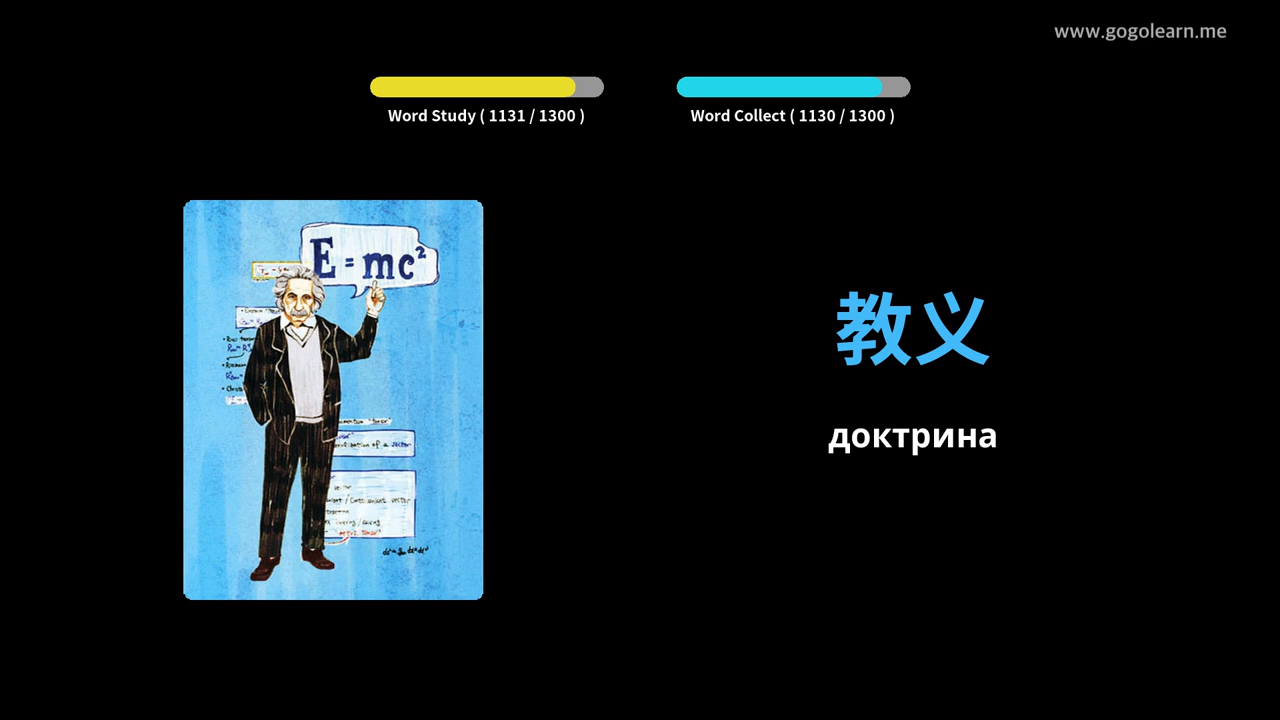 www.gogolearn.me
Word Study ( 1131 / 1300 )
Word Collect ( 1130 / 1300 )
E = mc²
教义
доктрина